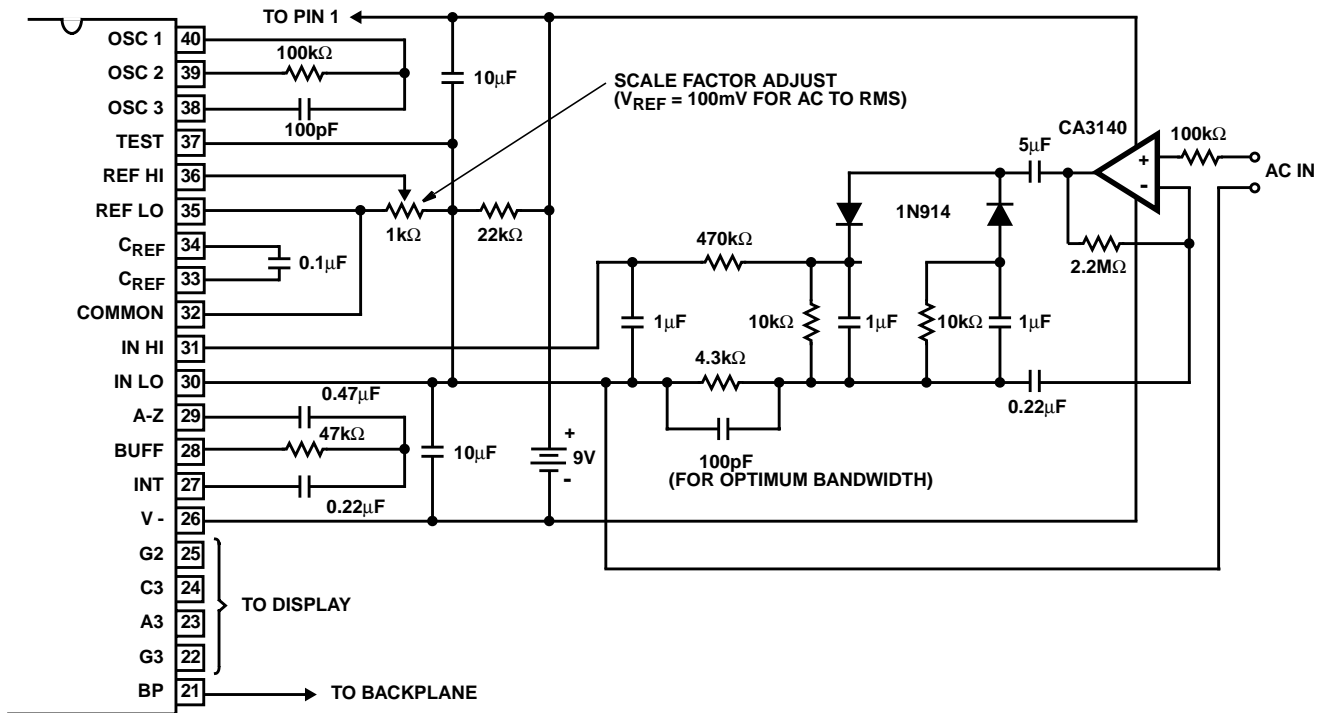 TO PIN 1
OSC 1 40
100kΩ
OSC 2 39
OSC 3 38
100pF
TEST 37
REF HI 36
REF LO 35
1kΩ
22kΩ
CREF 34
0.1µF
CREF 33
COMMON 32
IN HI 31
IN LO 30
0.47µF
A-Z 29
47kΩ
BUFF 28
INT 27
0.22µF
V - 26
G2 25
C3 24
A3 23
G3 22
TO DISPLAY
BP 21
TO BACKPLANE
10µF
SCALE FACTOR ADJUST
(VREF = 100mV FOR AC TO RMS)
CA3140
100kΩ
5µF
+
-
AC IN
1N914
2.2MΩ
470kΩ
1µF
10kΩ
1µF
10kΩ
1µF
4.3kΩ
0.22µF
100pF
(FOR OPTIMUM BANDWIDTH)
10µF
+
9V
-